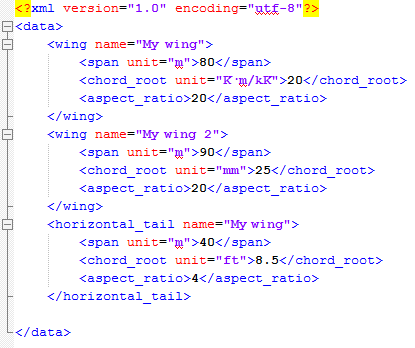 <?xml version="1.0" encoding="utf-8"?>
<data>
<wing name="My wing">
<span unit="m">80</span>
<chord_root unit="K·m/kK">20</chord_root>
<aspect_ratio>20</aspect_ratio>
</wing>
<wing name="My wing 2">
<span unit="m">90</span>
<chord_root unit="mm">25</chord_root>
<aspect_ratio>20</aspect_ratio>
</wing>
<horizontal_tail name="My wing">
<span unit="m">40</span>
<chord_root unit="ft">8.5</chord_root>
<aspect_ratio>4</aspect_ratio>
</horizontal_tail>
</data>